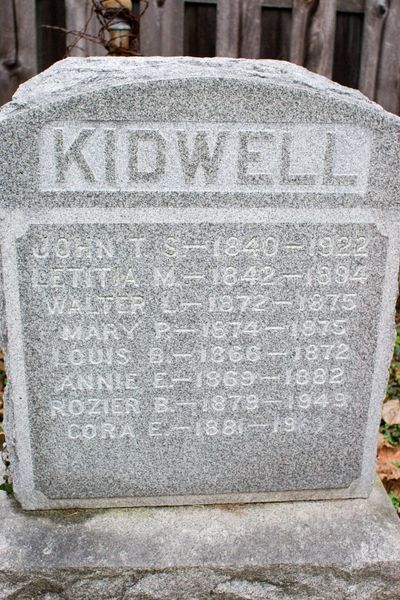 KIDWELL
JOHN T. S.—1840—1922
LETITIA M.—1842—1894
WALTER L.—1872—1875
MARY P.—1874—1875
LOUIS B.—1866—1872
ANNIE E.—1869—1882
ROZIER B.—1879—1949
CORA E.—1881—